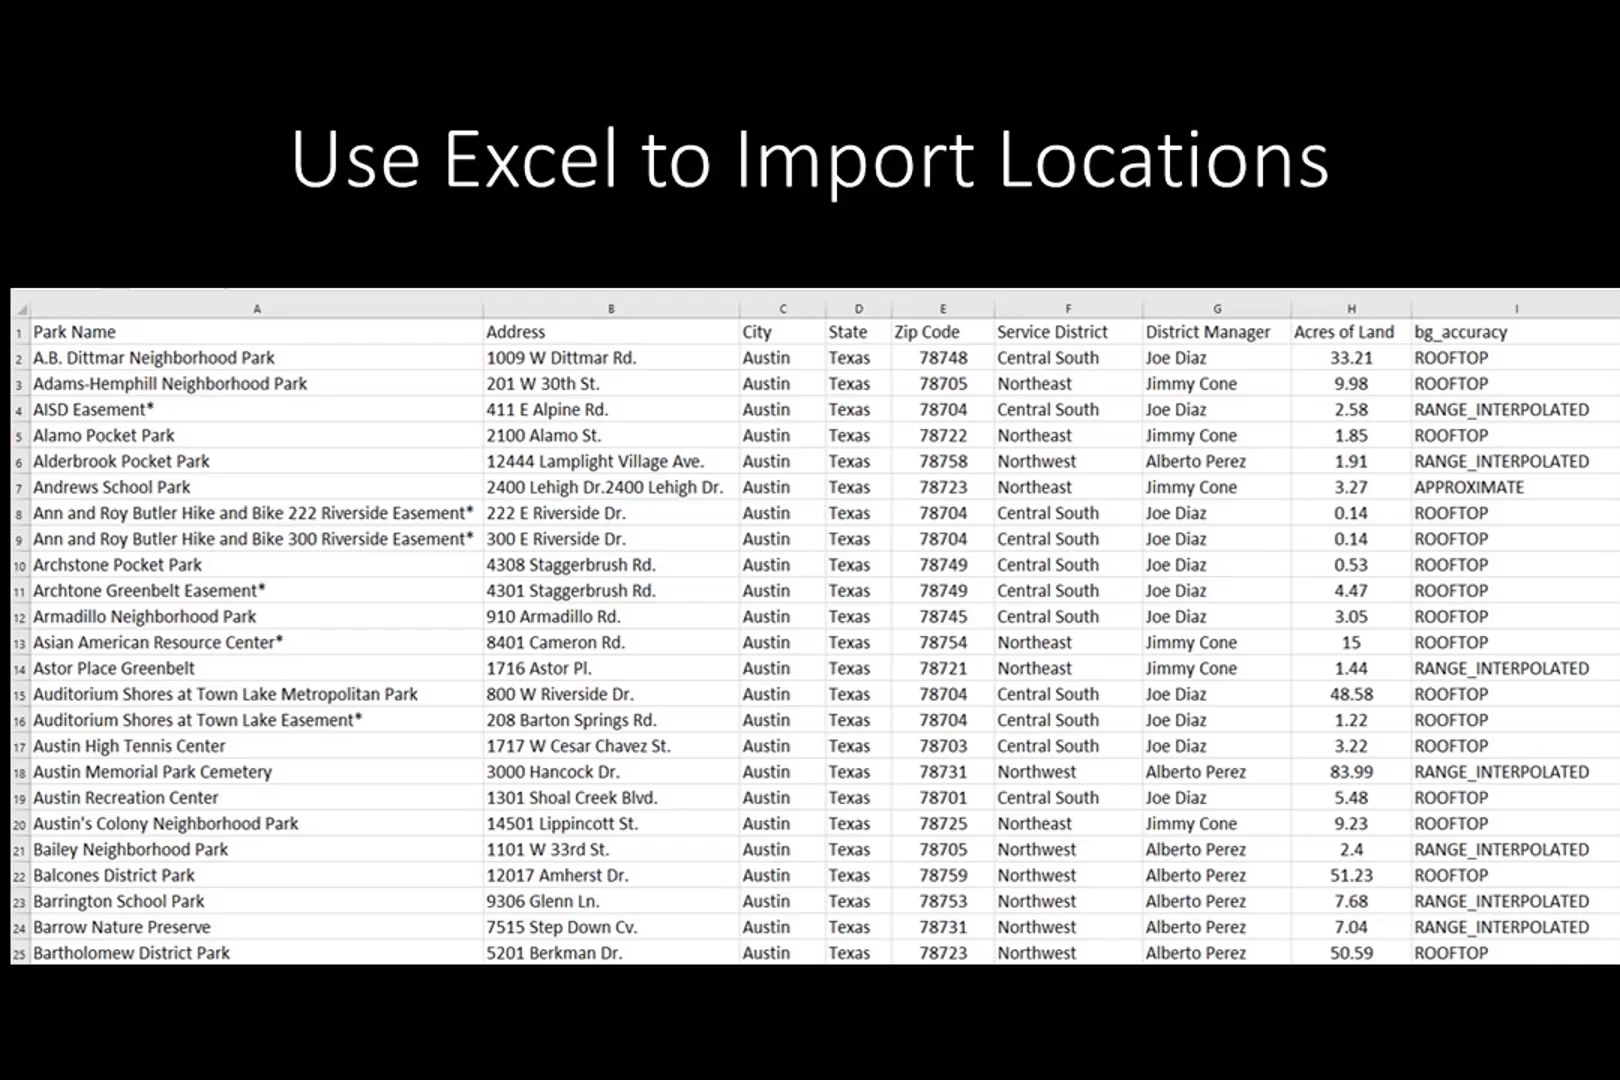 Use Excel to Import Locations
A B C D E F G H I
1 Park Name Address City State Zip Code Service District District Manager Acres of Land bg_accuracy
2 A.B. Dittmar Neighborhood Park 1009 W Dittmar Rd. Austin Texas 78748 Central South Joe Diaz 33.21 ROOFTOP
3 Adams-Hemphill Neighborhood Park 201 W 30th St. Austin Texas 78705 Northeast Jimmy Cone 9.98 ROOFTOP
4 AISD Easement* 411 E Alpine Rd. Austin Texas 78704 Central South Joe Diaz 2.58 RANGE_INTERPOLATED
5 Alamo Pocket Park 2100 Alamo St. Austin Texas 78722 Northeast Jimmy Cone 1.85 ROOFTOP
6 Alderbrook Pocket Park 12444 Lamplight Village Ave. Austin Texas 78758 Northwest Alberto Perez 1.91 RANGE_INTERPOLATED
7 Andrews School Park 2400 Lehigh Dr.2400 Lehigh Dr. Austin Texas 78723 Northeast Jimmy Cone 3.27 APPROXIMATE
8 Ann and Roy Butler Hike and Bike 222 Riverside Easement* 222 E Riverside Dr. Austin Texas 78704 Central South Joe Diaz 0.14 ROOFTOP
9 Ann and Roy Butler Hike and Bike 300 Riverside Easement* 300 E Riverside Dr. Austin Texas 78704 Central South Joe Diaz 0.14 ROOFTOP
10 Archstone Pocket Park 4308 Staggerbrush Rd. Austin Texas 78749 Central South Joe Diaz 0.53 ROOFTOP
11 Archtone Greenbelt Easement* 4301 Staggerbrush Rd. Austin Texas 78749 Central South Joe Diaz 4.47 ROOFTOP
12 Armadillo Neighborhood Park 910 Armadillo Rd. Austin Texas 78745 Central South Joe Diaz 3.05 ROOFTOP
13 Asian American Resource Center* 8401 Cameron Rd. Austin Texas 78754 Northeast Jimmy Cone 15 ROOFTOP
14 Astor Place Greenbelt 1716 Astor Pl. Austin Texas 78721 Northeast Jimmy Cone 1.44 RANGE_INTERPOLATED
15 Auditorium Shores at Town Lake Metropolitan Park 800 W Riverside Dr. Austin Texas 78704 Central South Joe Diaz 48.58 ROOFTOP
16 Auditorium Shores at Town Lake Easement* 208 Barton Springs Rd. Austin Texas 78704 Central South Joe Diaz 1.22 ROOFTOP
17 Austin High Tennis Center 1717 W Cesar Chavez St. Austin Texas 78703 Central South Joe Diaz 3.22 ROOFTOP
18 Austin Memorial Park Cemetery 3000 Hancock Dr. Austin Texas 78731 Northwest Alberto Perez 83.99 RANGE_INTERPOLATED
19 Austin Recreation Center 1301 Shoal Creek Blvd. Austin Texas 78701 Central South Joe Diaz 5.48 ROOFTOP
20 Austin's Colony Neighborhood Park 14501 Lippincott St. Austin Texas 78725 Northeast Jimmy Cone 9.23 ROOFTOP
21 Bailey Neighborhood Park 1101 W 33rd St. Austin Texas 78705 Northwest Alberto Perez 2.4 RANGE_INTERPOLATED
22 Balcones District Park 12017 Amherst Dr. Austin Texas 78759 Northwest Alberto Perez 51.23 ROOFTOP
23 Barrington School Park 9306 Glenn Ln. Austin Texas 78753 Northwest Alberto Perez 7.68 RANGE_INTERPOLATED
24 Barrow Nature Preserve 7515 Step Down Cv. Austin Texas 78731 Northwest Alberto Perez 7.04 RANGE_INTERPOLATED
25 Bartholomew District Park 5201 Berkman Dr. Austin Texas 78723 Northwest Alberto Perez 50.59 ROOFTOP